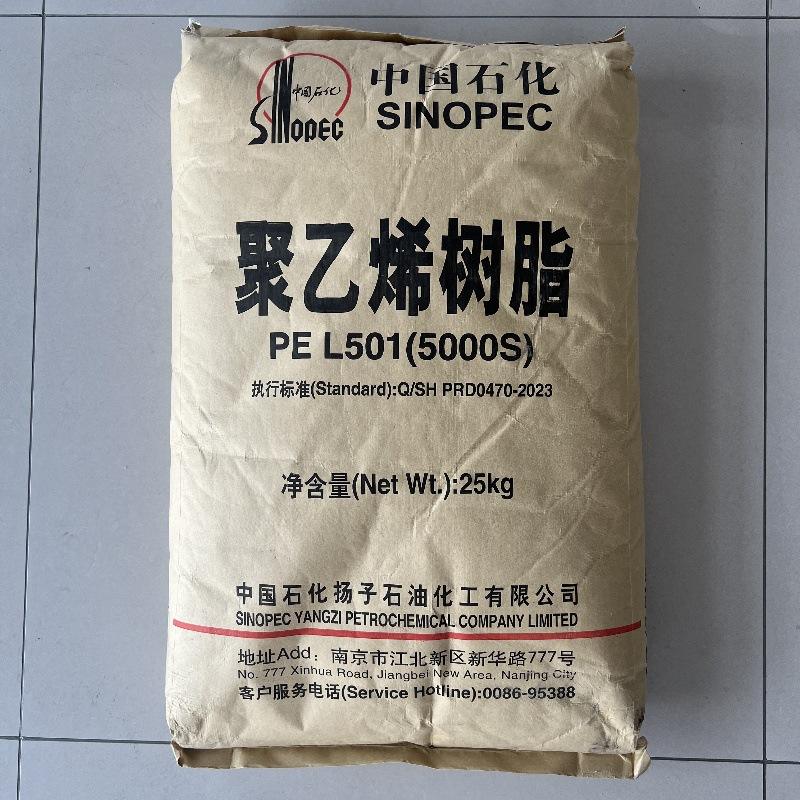 中国石化
SINOPEC
中国石化
SINOPEC
聚乙烯树脂
PE L501(5000S)
执行标准(Standard):Q/SH PRD0470-2023
净含量(Net Wt.):25kg
中国石化扬子石油化工有限公司
SINOPEC YANGZI PETROCHEMICAL COMPANY LIMITED
地址Add: 南京市江北新区新华路777号
No. 777 Xinhua Road, Jiangbei New Area, Nanjing City
客户服务电话(Service Hotline):0086-95388